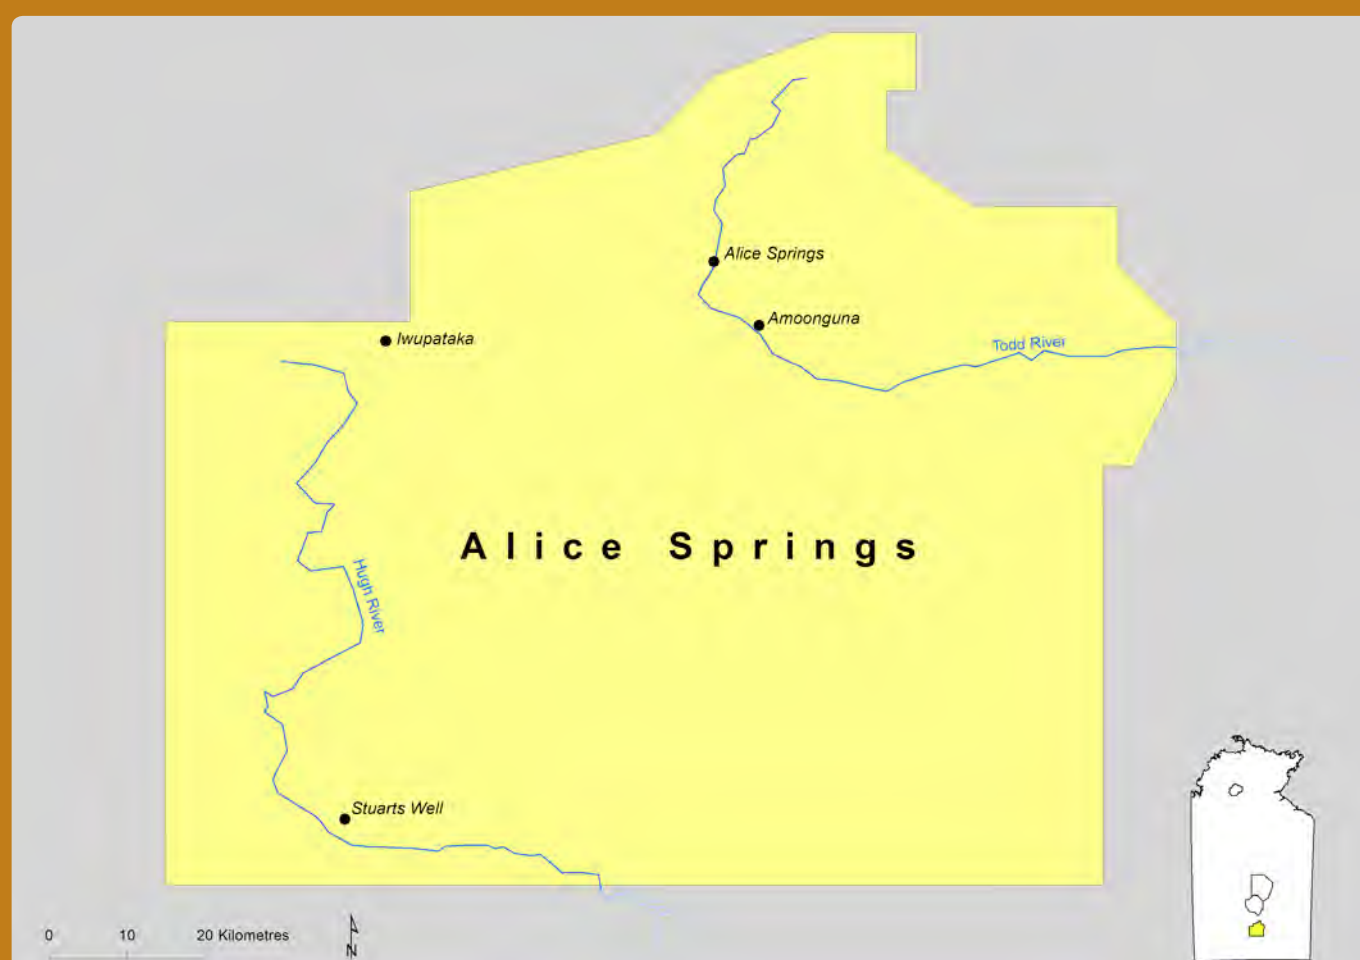 Alice Springs
Amoonguna
Iwupataka
Todd River
Alice Springs
Hugh River
Stuarts Well
0 10 20 Kilometres
N